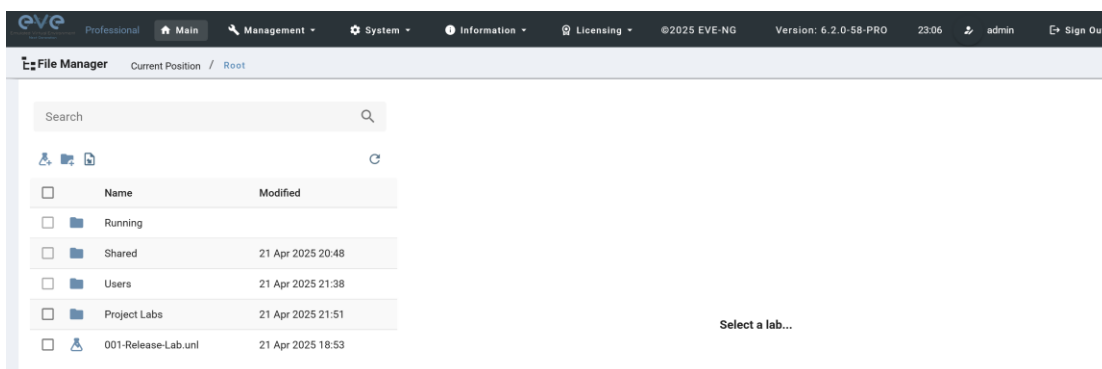 eve
Professional Main Management System Information Licensing ©2025 EVE-NG Version: 6.2.0-58-PRO 23:06 admin Sign Ou
File Manager Current Position / Root
Search
Name Modified
Running
Shared 21 Apr 2025 20:48
Users 21 Apr 2025 21:38
Project Labs 21 Apr 2025 21:51
Select a lab...
001-Release-Lab.unl 21 Apr 2025 18:53